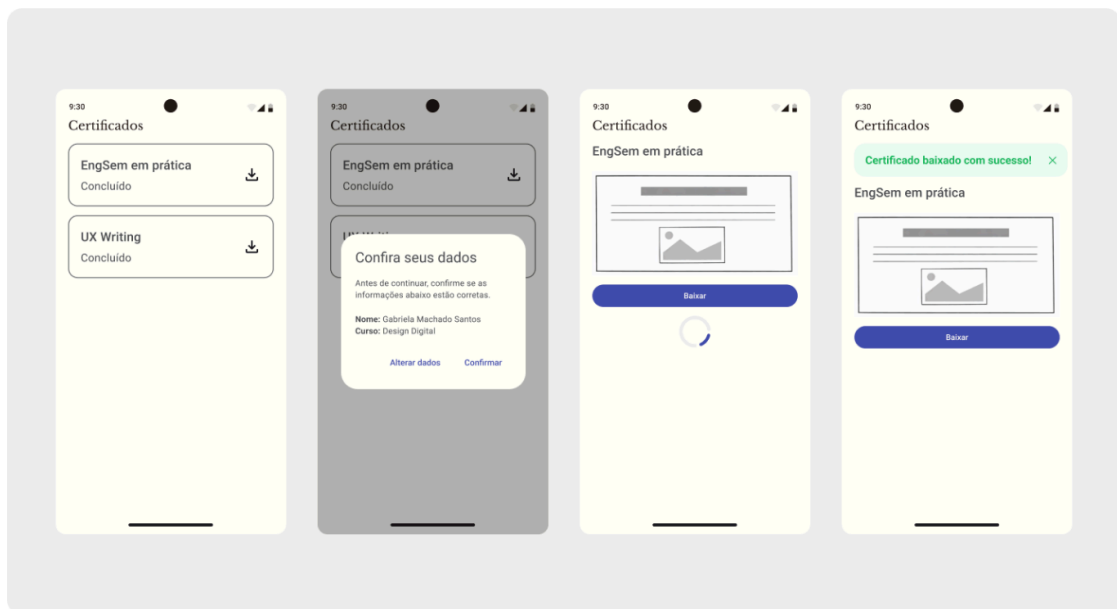 9:30
Certificados
EngSem em prática
Concluído
UX Writing
Concluído
9:30
Certificados
EngSem em prática
Concluído
UX Writing
Confira seus dados
Antes de continuar, confirme se as
informações abaixo estão corretas.
Nome: Gabriela Machado Santos
Curso: Design Digital
Alterar dados Confirmar
9:30
Certificados
EngSem em prática
Baixar
9:30
Certificados
Certificado baixado com sucesso!
EngSem em prática
Baixar